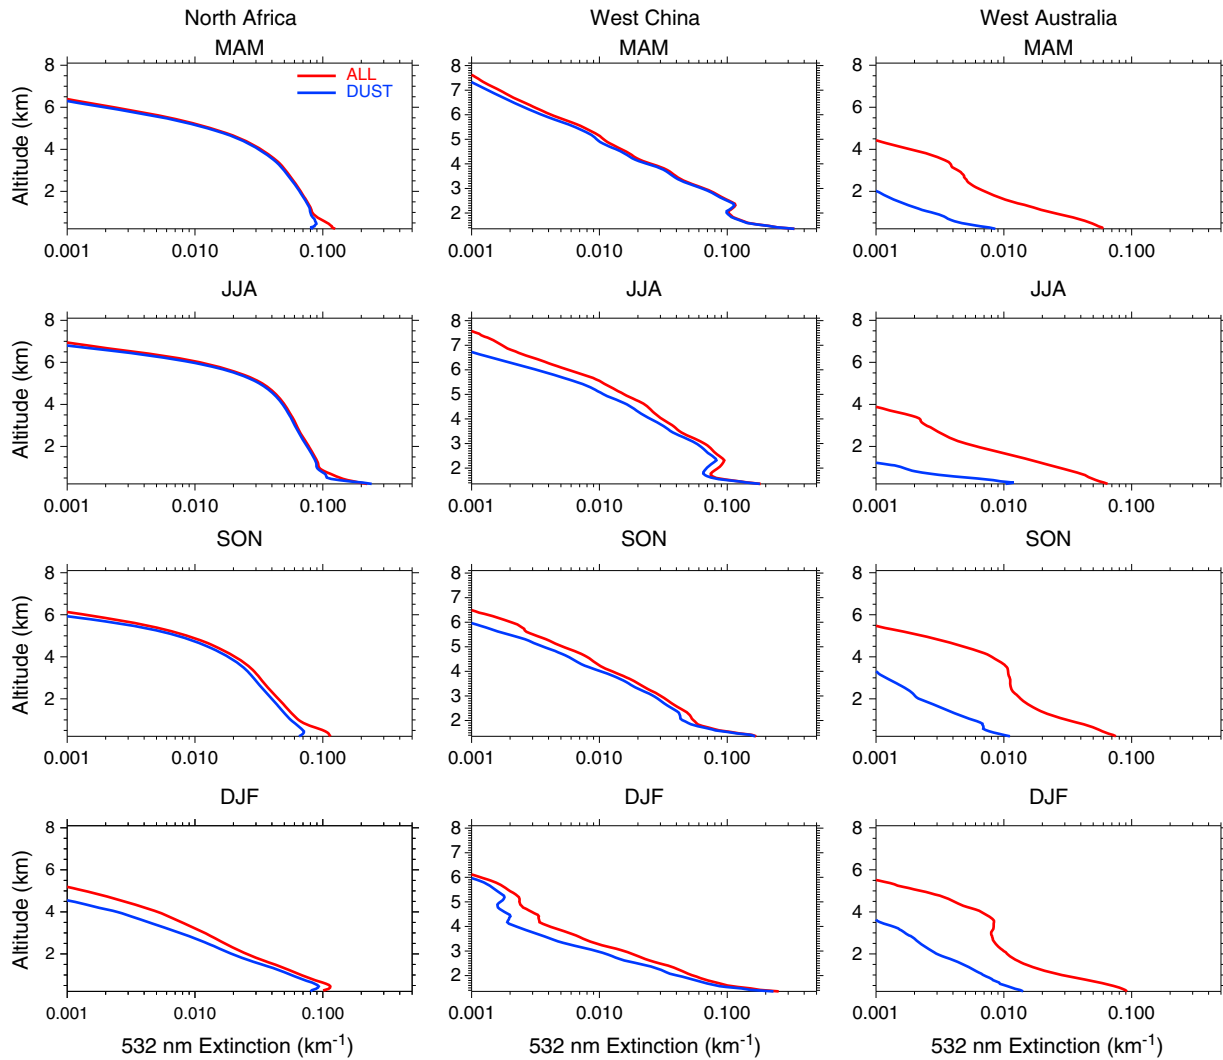 North Africa West China West Australia
MAM MAM MAM
ALL
DUST
Altitude (km)
8
6
4
2
0.001 0.010 0.100
8
7
6
5
4
3
2
0.001 0.010 0.100
8
6
4
2
0.001 0.010 0.100
JJA JJA JJA
Altitude (km)
8
6
4
2
0.001 0.010 0.100
8
7
6
5
4
3
2
0.001 0.010 0.100
8
6
4
2
0.001 0.010 0.100
SON SON SON
Altitude (km)
8
6
4
2
0.001 0.010 0.100
8
7
6
5
4
3
2
0.001 0.010 0.100
8
6
4
2
0.001 0.010 0.100
DJF DJF DJF
Altitude (km)
8
6
4
2
0.001 0.010 0.100
8
7
6
5
4
3
2
0.001 0.010 0.100
8
6
4
2
0.001 0.010 0.100
532 nm Extinction (km⁻¹) 532 nm Extinction (km⁻¹) 532 nm Extinction (km⁻¹)